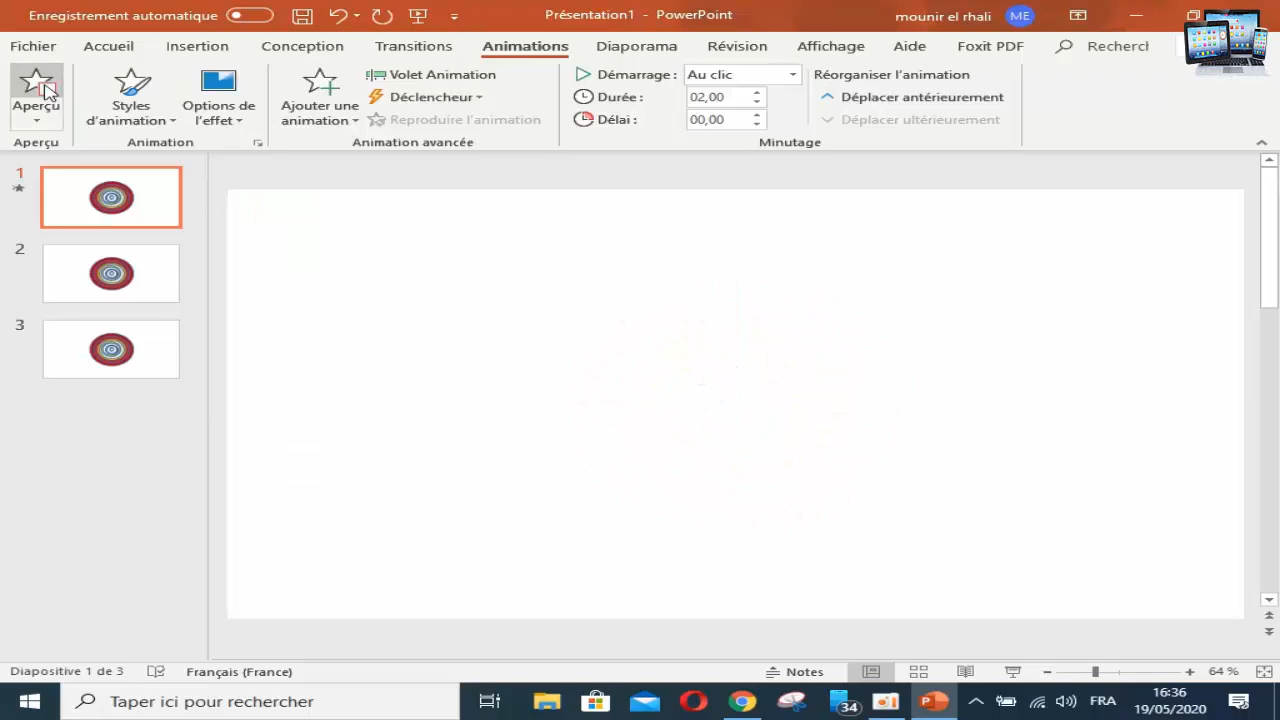 Enregistrement automatique
Présentation1 - PowerPoint
mounir el rhali
ME
Fichier Accueil Insertion Conception Transitions Animations Diaporama Révision Affichage Aide Foxit PDF Recherch
Aperçu
Styles d'animation
Options de l'effet
Ajouter une animation
Volet Animation
Déclencheur
Reproduire l'animation
Démarrage : Au clic
Durée : 02,00
Délai : 00,00
Réorganiser l'animation
Déplacer antérieurement
Déplacer ultérieurement
Aperçu
Animation
Animation avancée
Minutage
1
2
3
Diapositive 1 de 3
Français (France)
Notes
64 %
Taper ici pour rechercher
34
FRA
16:36
19/05/2020